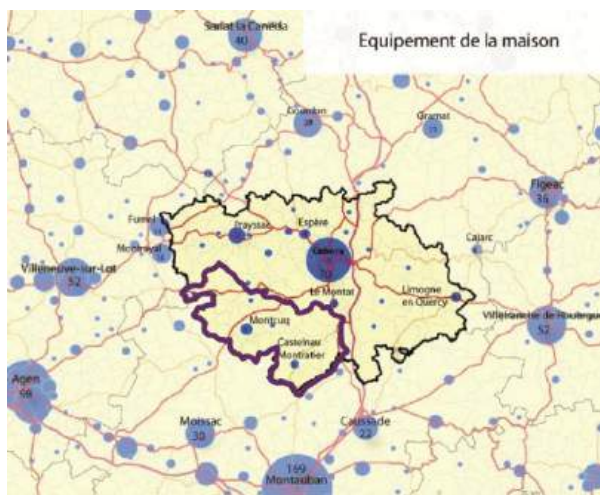 Equipement de la maison
Sarlat la Canéda
40
Gourdon
Gramat
Figeac
36
Fumel
Prayssac
Espère
Cahors
Montayral
Cajarc
Villeneuve-sur-Lot
52
Le Montat
Limogne
en Quercy
Montcuq
Castelnau
Montratier
Villefranche de Rouergue
52
Agen
98
Moissac
30
Caussade
22
169
Montauban